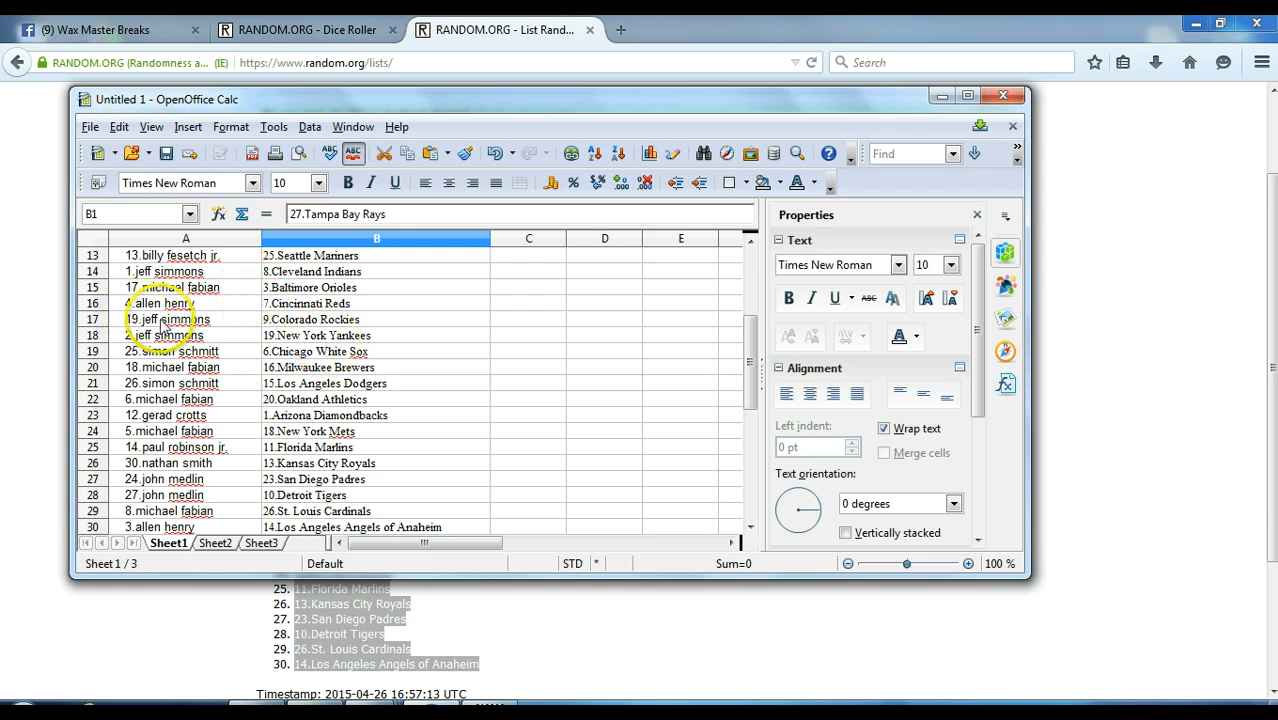 (9) Wax Master Breaks
RANDOM.ORG - Dice Roller
RANDOM.ORG - List Rand...
RANDOM.ORG (Randomness a... (IE)
https://www.random.org/lists/
Search
Untitled 1 - OpenOffice Calc
File Edit View Insert Format Tools Data Window Help
Find
Times New Roman 10
B1 27.Tampa Bay Rays
A B C D E
13 13.billy fesetch jr. 25.Seattle Mariners
14 1.jeff simmons 8.Cleveland Indians
15 17.michael fabian 3.Baltimore Orioles
16 4.allen henry 7.Cincinnati Reds
17 19.jeff simmons 9.Colorado Rockies
18 2.jeff simmons 19.New York Yankees
19 25.simon schmitt 6.Chicago White Sox
20 18.michael fabian 16.Milwaukee Brewers
21 26.simon schmitt 15.Los Angeles Dodgers
22 6.michael fabian 20.Oakland Athletics
23 12.gerad crotts 1.Arizona Diamondbacks
24 5.michael fabian 18.New York Mets
25 14.paul robinson jr. 11.Florida Marlins
26 30.nathan smith 13.Kansas City Royals
27 24.john medlin 23.San Diego Padres
28 27.john medlin 10.Detroit Tigers
29 8.michael fabian 26.St. Louis Cardinals
30 3.allen henry 14.Los Angeles Angels of Anaheim
Sheet1 Sheet2 Sheet3
Sheet 1 / 3 Default STD * Sum=0 100 %
Properties
Text
Times New Roman 10
Alignment
Left indent:
0 pt
Wrap text
Merge cells
Text orientation:
0 degrees
Vertically stacked
25. 11.Florida Marlins
26. 13.Kansas City Royals
27. 23.San Diego Padres
28. 10.Detroit Tigers
29. 26.St. Louis Cardinals
30. 14.Los Angeles Angels of Anaheim
Timestamp: 2015-04-26 16:57:13 UTC